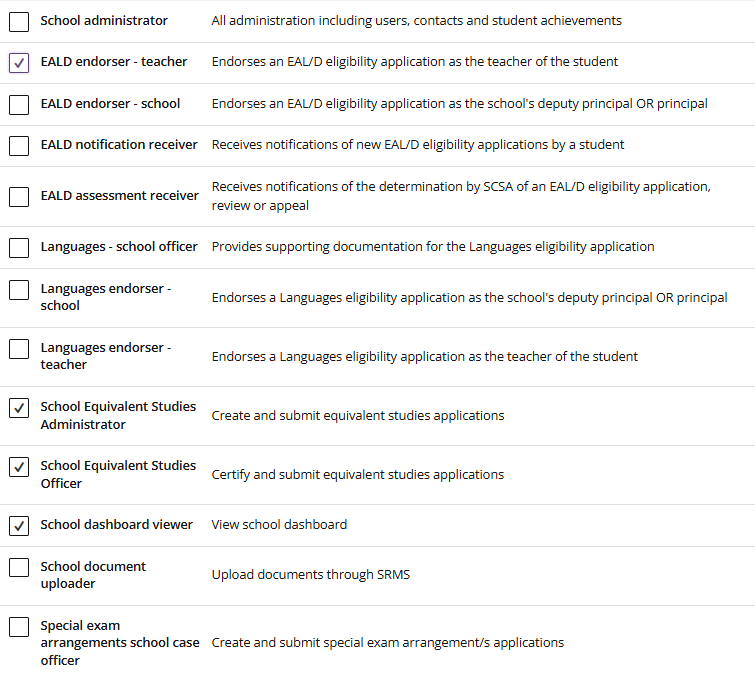 School administrator All administration including users, contacts and student achievements
EALD endorser - teacher Endorses an EAL/D eligibility application as the teacher of the student
EALD endorser - school Endorses an EAL/D eligibility application as the school's deputy principal OR principal
EALD notification receiver Receives notifications of new EAL/D eligibility applications by a student
EALD assessment receiver Receives notifications of the determination by SCSA of an EAL/D eligibility application,
review or appeal
Languages - school officer Provides supporting documentation for the Languages eligibility application
Languages endorser -
school
Endorses a Languages eligibility application as the school's deputy principal OR principal
Languages endorser -
teacher
Endorses a Languages eligibility application as the teacher of the student
School Equivalent Studies
Administrator
Create and submit equivalent studies applications
School Equivalent Studies
Officer
Certify and submit equivalent studies applications
School dashboard viewer View school dashboard
School document
uploader
Upload documents through SRMS
Special exam
arrangements school case
officer
Create and submit special exam arrangement/s applications